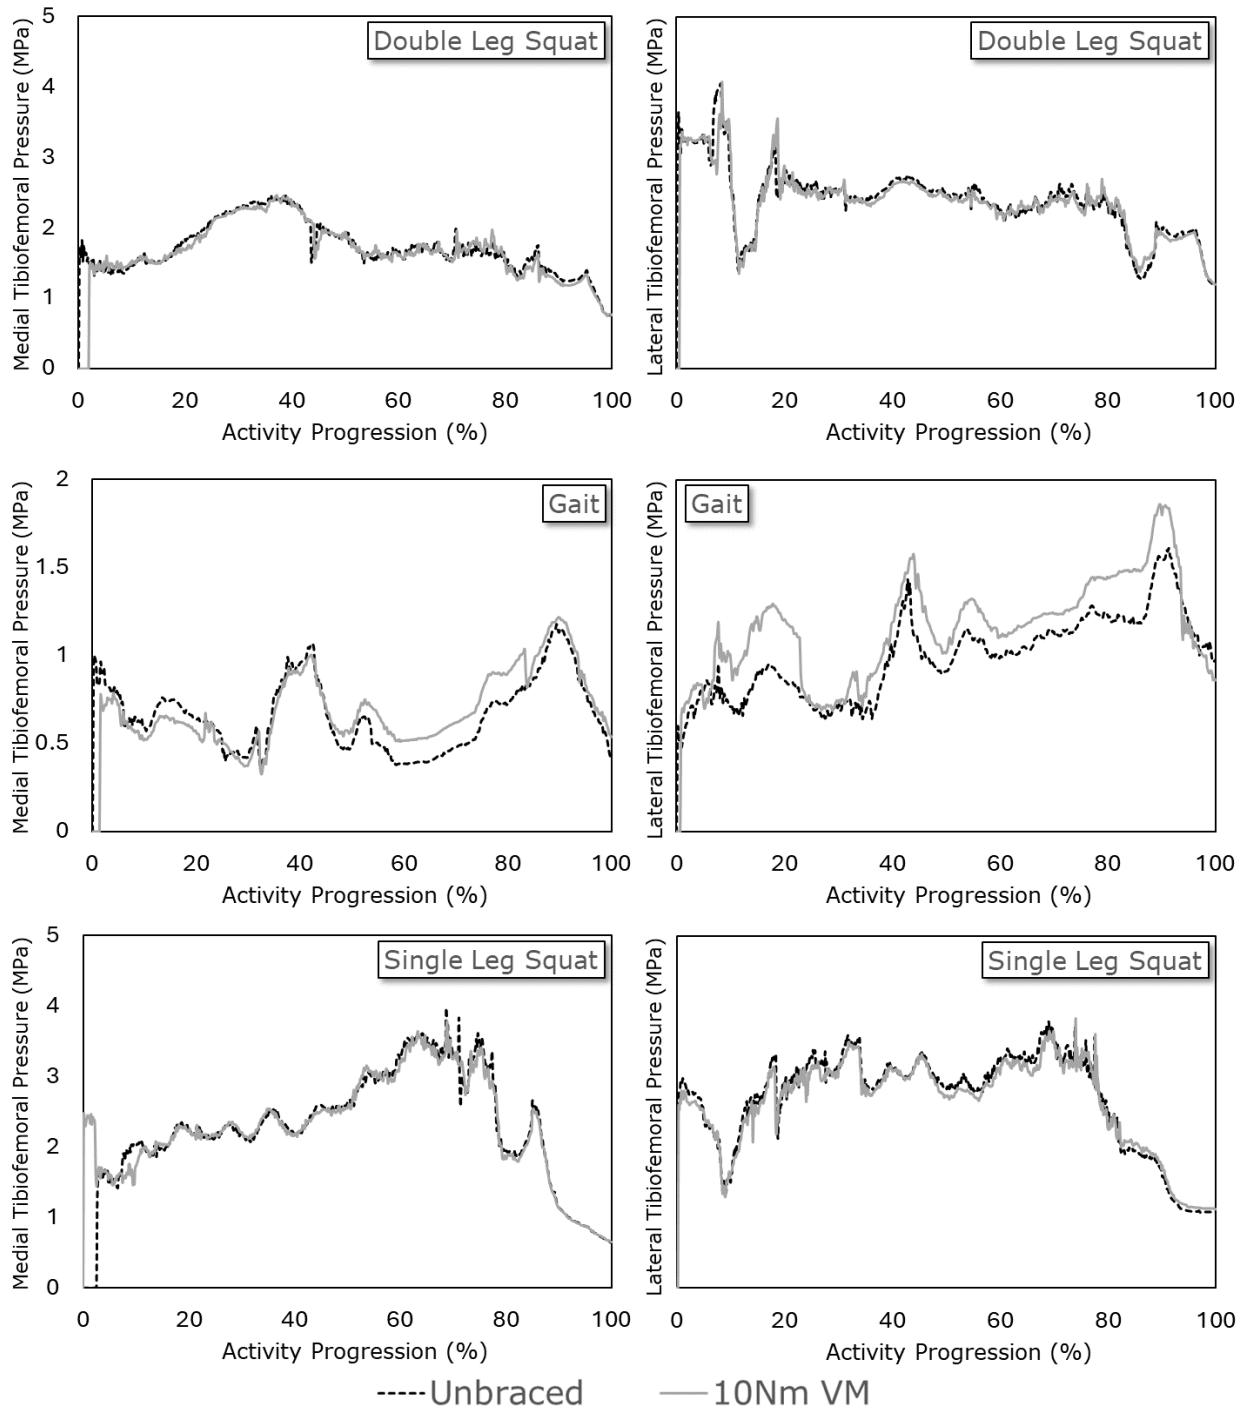 Medial Tibiofemoral Pressure (MPa)
5
4
3
2
1
0
Double Leg Squat
0 20 40 60 80 100
Activity Progression (%)
Lateral Tibiofemoral Pressure (MPa)
Double Leg Squat
0 20 40 60 80 100
Activity Progression (%)
Medial Tibiofemoral Pressure (MPa)
2
1.5
1
0.5
0
Gait
0 20 40 60 80 100
Activity Progression (%)
Lateral Tibiofemoral Pressure (MPa)
Gait
0 20 40 60 80 100
Activity Progression (%)
Medial Tibiofemoral Pressure (MPa)
5
4
3
2
1
0
Single Leg Squat
0 20 40 60 80 100
Activity Progression (%)
Lateral Tibiofemoral Pressure (MPa)
Single Leg Squat
0 20 40 60 80 100
Activity Progression (%)
Unbraced 10Nm VM